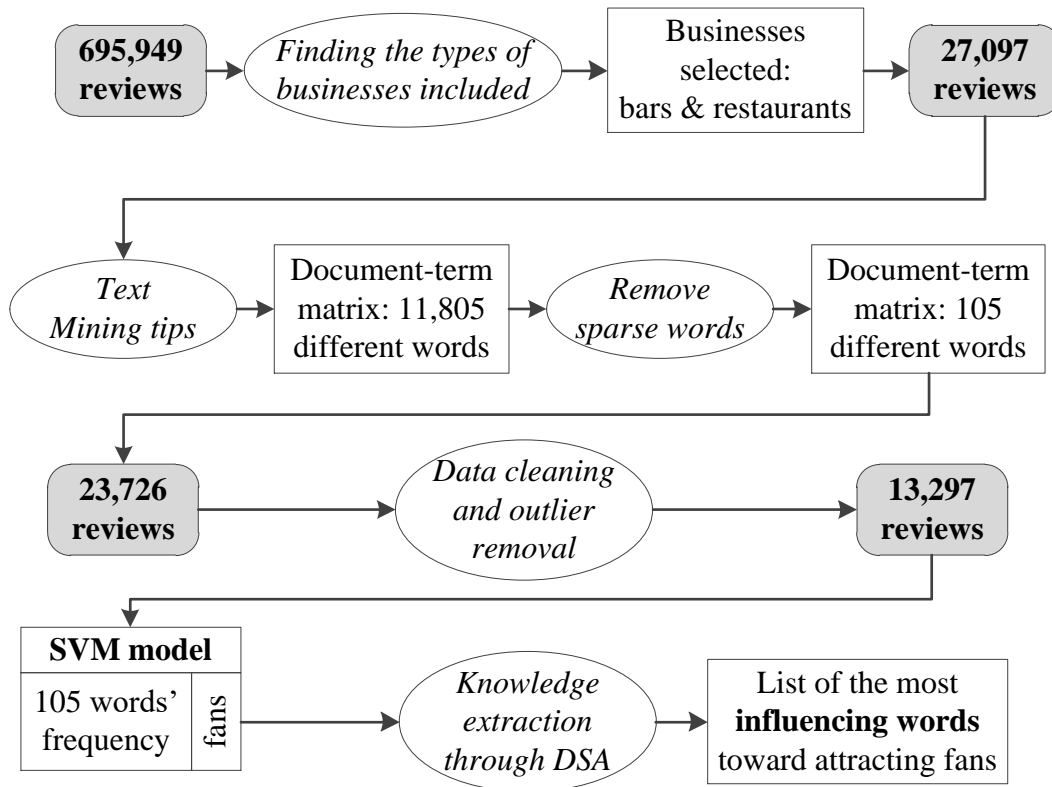 695,949
reviews
Finding the types of
businesses included
Businesses
selected:
bars & restaurants
27,097
reviews
Text
Mining tips
Document-term
matrix: 11,805
different words
Remove
sparse words
Document-term
matrix: 105
different words
23,726
reviews
Data cleaning
and outlier
removal
13,297
reviews
SVM model
105 words’
frequency
fans
Knowledge
extraction
through DSA
List of the most
influencing words
toward attracting fans